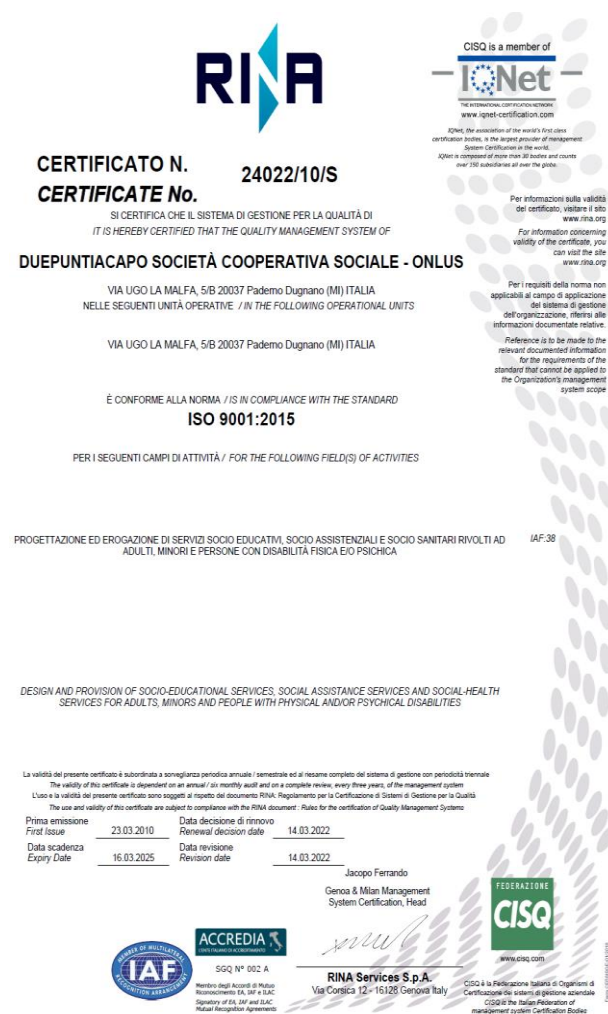 RINA
CISQ is a member of
IQNet
THE INTERNATIONAL CERTIFICATION NETWORK
www.iqnet-certification.com
IQNet, the association of the world's first class
certification bodies, is the largest provider of management
System Certification in the world.
IQNet is composed of more than 30 bodies and counts
over 150 subsidiaries all over the globe.
CERTIFICATO N.
CERTIFICATE No.
24022/10/S
SI CERTIFICA CHE IL SISTEMA DI GESTIONE PER LA QUALITÀ DI
IT IS HEREBY CERTIFIED THAT THE QUALITY MANAGEMENT SYSTEM OF
DUEPUNTIACAPO SOCIETÀ COOPERATIVA SOCIALE - ONLUS
VIA UGO LA MALFA, 5/B 20037 Paderno Dugnano (MI) ITALIA
NELLE SEGUENTI UNITÀ OPERATIVE / IN THE FOLLOWING OPERATIONAL UNITS
VIA UGO LA MALFA, 5/B 20037 Paderno Dugnano (MI) ITALIA
È CONFORME ALLA NORMA / IS IN COMPLIANCE WITH THE STANDARD
ISO 9001:2015
PER I SEGUENTI CAMPI DI ATTIVITÀ / FOR THE FOLLOWING FIELD(S) OF ACTIVITIES
Per informazioni sulla validità
del certificato, visitare il sito
www.rina.org
For information concerning
validity of the certificate, you
can visit the site
www.rina.org
Per i requisiti della norma non
applicabili al campo di applicazione
del sistema di gestione
dell'organizzazione, riferirsi alle
informazioni documentate relative.
Reference is to be made to the
relevant documented information
for the requirements of the
standard that cannot be applied to
the Organization's management
system scope
PROGETTAZIONE ED EROGAZIONE DI SERVIZI SOCIO EDUCATIVI, SOCIO ASSISTENZIALI E SOCIO SANITARI RIVOLTI AD
ADULTI, MINORI E PERSONE CON DISABILITÀ FISICA E/O PSICHICA
IAF:38
DESIGN AND PROVISION OF SOCIO-EDUCATIONAL SERVICES, SOCIAL ASSISTANCE SERVICES AND SOCIAL-HEALTH
SERVICES FOR ADULTS, MINORS AND PEOPLE WITH PHYSICAL AND/OR PSYCHICAL DISABILITIES
La validità del presente certificato è subordinata a sorveglianza periodica annuale / semestrale ed al riesame completo del sistema di gestione con periodicità triennale
The validity of this certificate is dependent on an annual / six monthly audit and on a complete review, every three years, of the management system
L'uso e la validità del presente certificato sono soggetti al rispetto del documento RINA: Regolamento per la Certificazione di Sistemi di Gestione per la Qualità
The use and validity of this certificate are subject to compliance with the RINA document : Rules for the certification of Quality Management Systems
Prima emissione
First Issue
23.03.2010
Data decisione di rinnovo
Renewal decision date
14.03.2022
Data scadenza
Expiry Date
16.03.2025
Data revisione
Revision date
14.03.2022
Jacopo Ferrando
Genoa & Milan Management
System Certification, Head
RINA Services S.p.A.
Via Corsica 12 - 16128 Genova Italy
MEMBER OF MULTILATERAL
IAF
RECOGNITION ARRANGEMENT
ACCREDIA
L'ENTE ITALIANO DI ACCREDITAMENTO
SGQ N° 002 A
Membro degli Accordi di Mutuo
Riconoscimento EA, IAF e ILAC
Signatory of EA, IAF and ILAC
Mutual Recognition Agreements
FEDERAZIONE
CISQ
www.cisq.com
CISQ è la Federazione Italiana di Organismi di
Certificazione dei sistemi di gestione aziendale
CISQ is the Italian Federation of
management system Certification Bodies